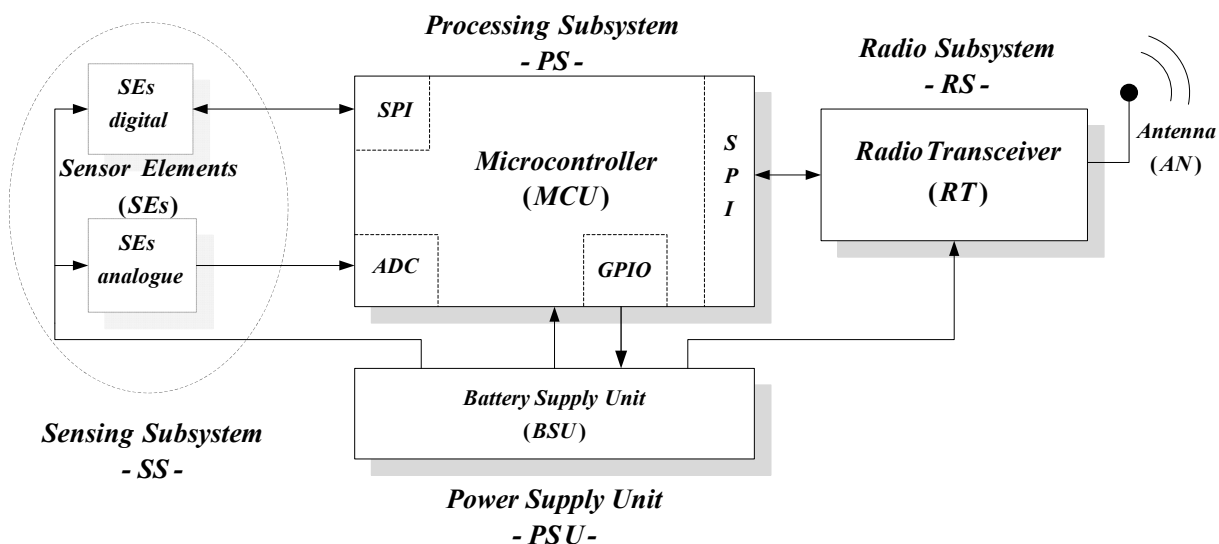 Processing Subsystem
- PS -
Radio Subsystem
- RS -
SEs
digital
Sensor Elements
(SEs)
SEs
analogue
SPI
Microcontroller
(MCU)
ADC
GPIO
S
P
I
Radio Transceiver
(RT)
Antenna
(AN)
Battery Supply Unit
(BSU)
Sensing Subsystem
- SS -
Power Supply Unit
- PSU -